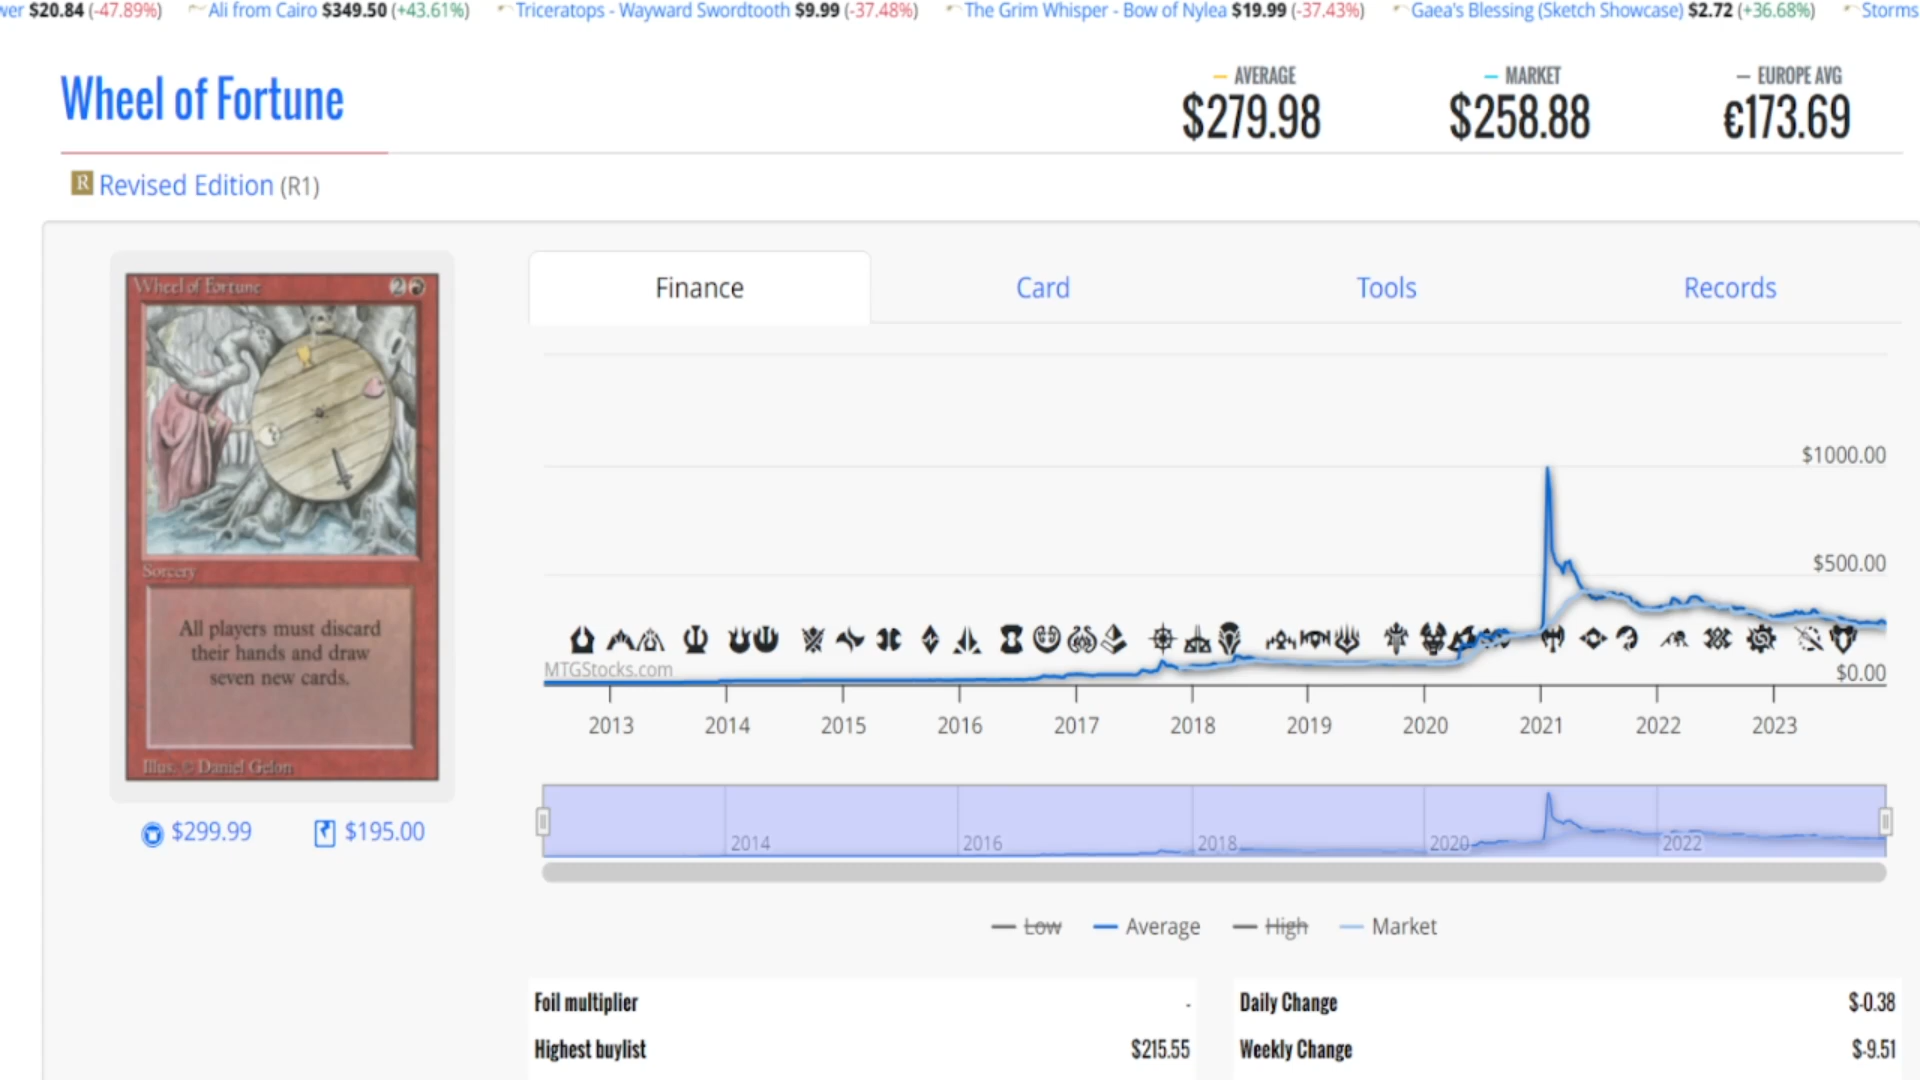 wer $20.84 (-47.89%) Ali from Cairo $349.50 (+43.61%) Triceratops - Wayward Swordtooth $9.99 (-37.48%) The Grim Whisper - Bow of Nylea $19.99 (-37.43%) Gaea's Blessing (Sketch Showcase) $2.72 (+36.68%) Storms
Wheel of Fortune
AVERAGE MARKET EUROPE AVG
$279.98 $258.88 €173.69
R Revised Edition (R1)
Finance Card Tools Records
Wheel of Fortune 2
Sorcery
All players must discard
their hands and draw
seven new cards.
Illus. © Daniel Gelon
$299.99 $195.00
$1000.00
$500.00
$0.00
MTGStocks.com
2013 2014 2015 2016 2017 2018 2019 2020 2021 2022 2023
2014 2016 2018 2020 2022
Low Average High Market
Foil multiplier -
Highest buylist $215.55
Daily Change $-0.38
Weekly Change $-9.51